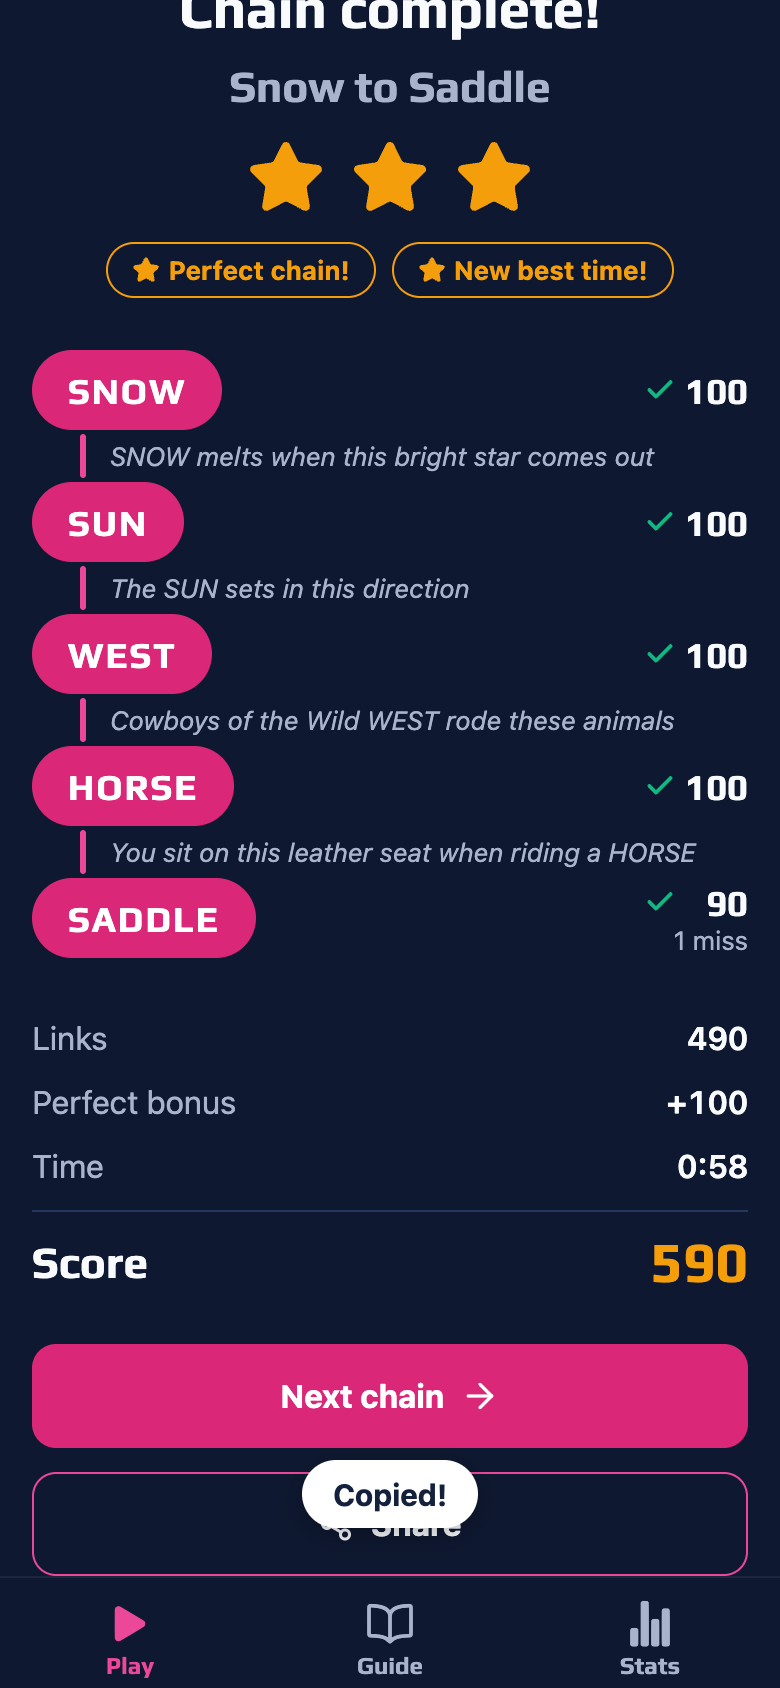 Chain complete!
Snow to Saddle
Perfect chain! New best time!
SNOW 100
SNOW melts when this bright star comes out
SUN 100
The SUN sets in this direction
WEST 100
Cowboys of the Wild WEST rode these animals
HORSE 100
You sit on this leather seat when riding a HORSE
SADDLE 90
1 miss
Links 490
Perfect bonus +100
Time 0:58
Score 590
Next chain
Copied!
Share
Play Guide Stats